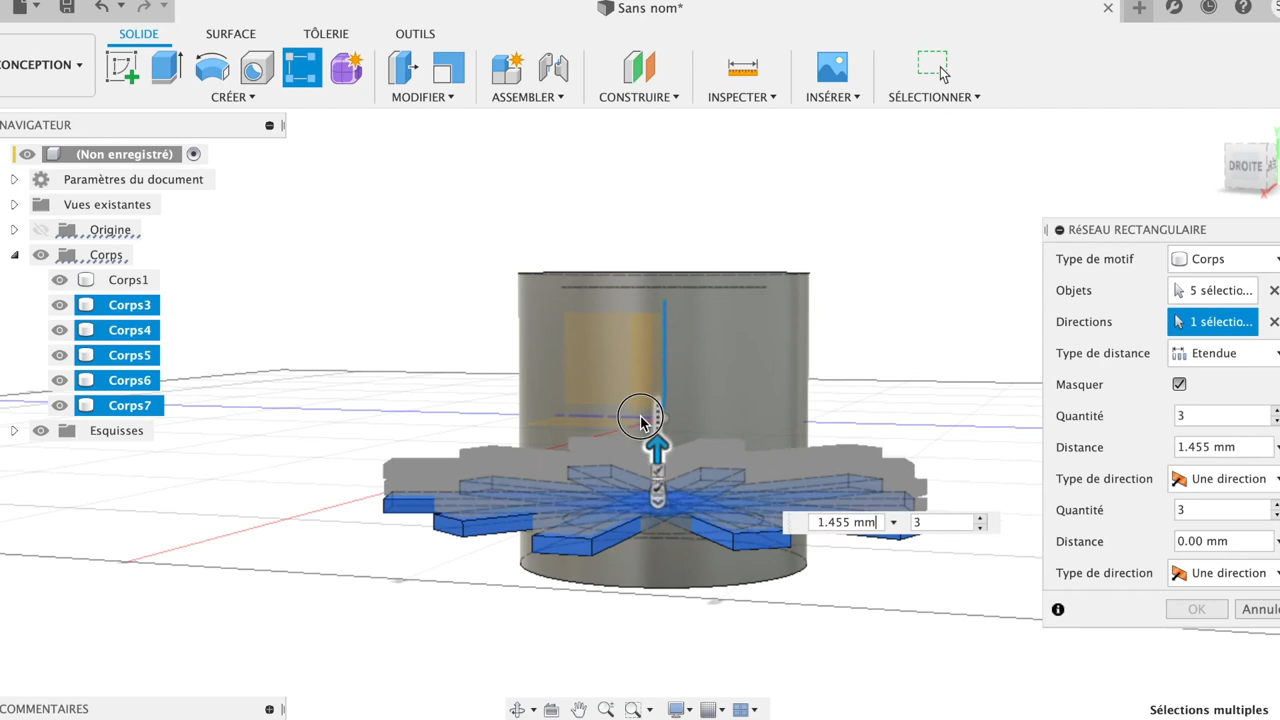 Sans nom*
SOLIDE
SURFACE
TÔLERIE
OUTILS
ONCEPTION
CRÉER
MODIFIER
ASSEMBLER
CONSTRUIRE
INSPECTER
INSÉRER
SÉLECTIONNER
NAVIGATEUR
(Non enregistré)
Paramètres du document
Vues existantes
Origine
Corps
Corps1
Corps3
Corps4
Corps5
Corps6
Corps7
Esquisses
DROITE
RéSEAU RECTANGULAIRE
Type de motif Corps
Objets 5 sélectio...
Directions 1 sélectio...
Type de distance Etendue
Masquer
Quantité 3
Distance 1.455 mm
Type de direction Une direction
Quantité 3
Distance 0.00 mm
Type de direction Une direction
OK Annule
1.455 mm 3
COMMENTAIRES
Sélections multiples